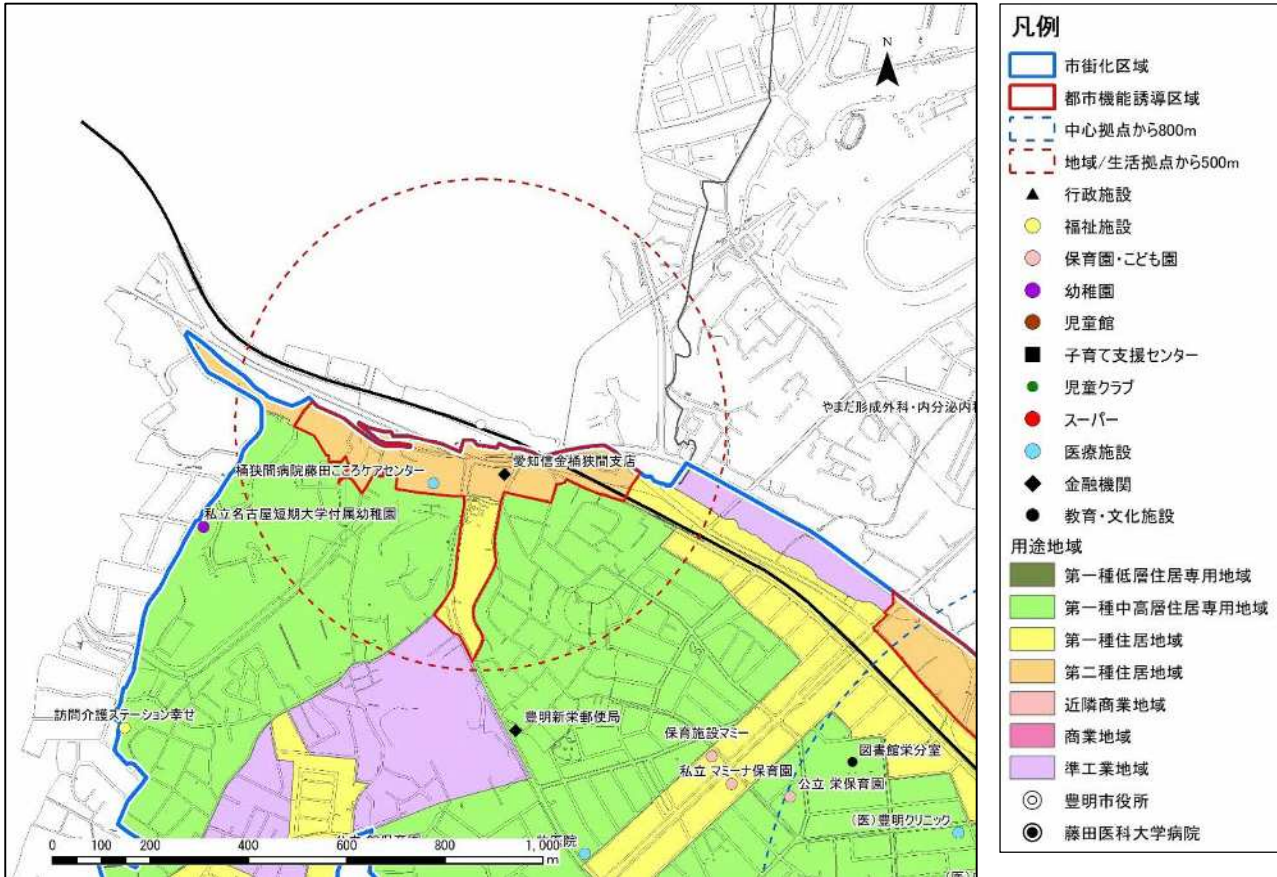 N
やまだ形成外科・内分泌内科
愛知信金桶狭間支店
桶狭間病院藤田こころケアセンター
私立名古屋短期大学付属幼稚園
訪問介護ステーション幸せ
豊明新栄郵便局
保育施設マミー
図書館栄分室
私立 マミーナ保育園
公立 栄保育園
(医)豊明クリニック
0 200 400 600 800 1,000
m
凡例
市街化区域
都市機能誘導区域
中心拠点から800m
地域/生活拠点から500m
行政施設
福祉施設
保育園・こども園
幼稚園
児童館
子育て支援センター
児童クラブ
スーパー
医療施設
金融機関
教育・文化施設
用途地域
第一種低層住居専用地域
第一種中高層住居専用地域
第一種住居地域
第二種住居地域
近隣商業地域
商業地域
準工業地域
豊明市役所
藤田医科大学病院